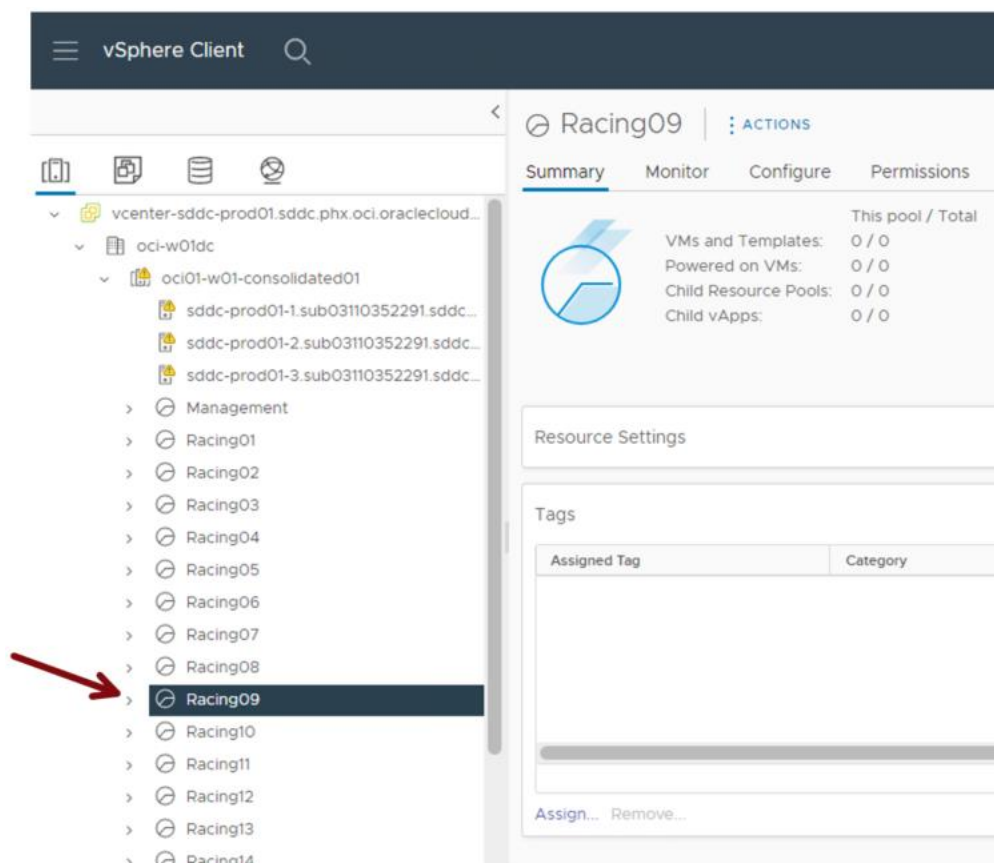 vSphere Client
Racing09
ACTIONS
Summary Monitor Configure Permissions
vcenter-sddc-prod01.sddc.phx.oci.oraclecloud...
oci-w01dc
oci01-w01-consolidated01
sddc-prod01-1.sub03110352291.sddc...
sddc-prod01-2.sub03110352291.sddc...
sddc-prod01-3.sub03110352291.sddc...
Management
Racing01
Racing02
Racing03
Racing04
Racing05
Racing06
Racing07
Racing08
Racing09
Racing10
Racing11
Racing12
Racing13
Racing14
This pool / Total
VMs and Templates: 0 / 0
Powered on VMs: 0 / 0
Child Resource Pools: 0 / 0
Child vApps: 0 / 0
Resource Settings
Tags
Assigned Tag Category
Assign... Remove...